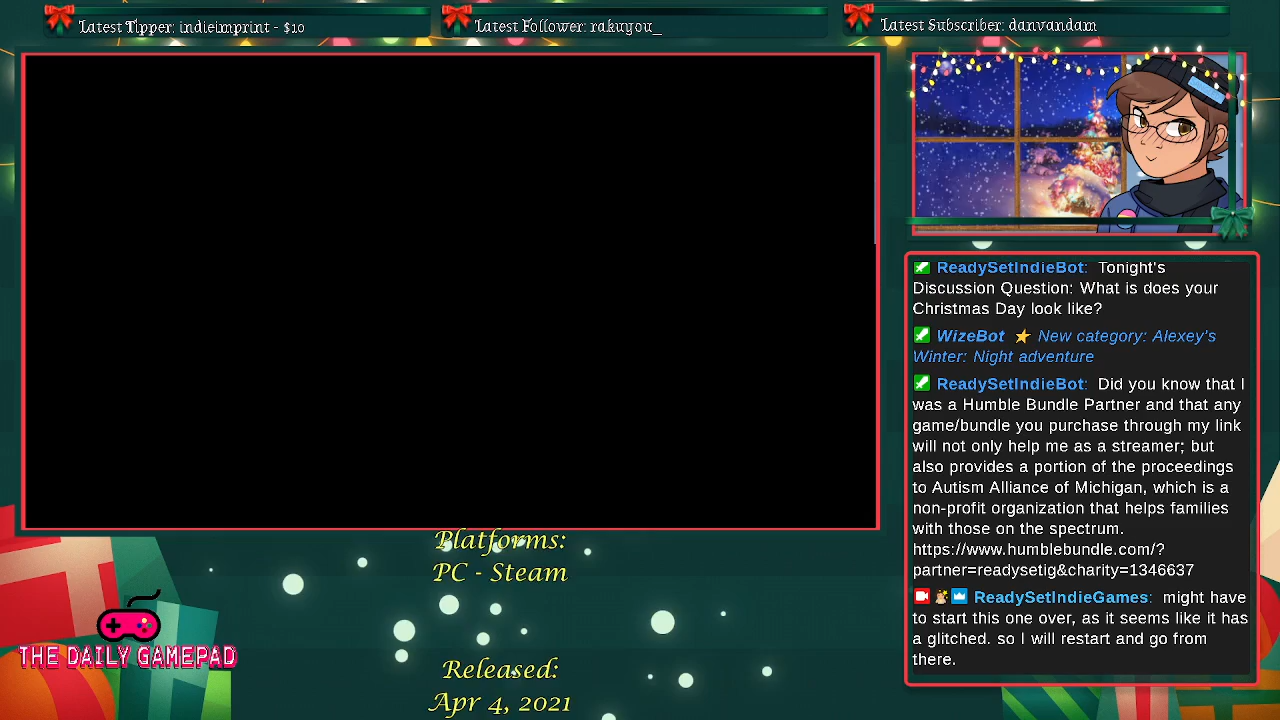 Latest Tipper: indieimprint - $10
Latest Follower: rakuyou_
Latest Subscriber: danvandam
ReadySetIndieBot: Tonight's
Discussion Question: What is does your
Christmas Day look like?
WizeBot ⭐ New category: Alexey's
Winter: Night adventure
ReadySetIndieBot: Did you know that I
was a Humble Bundle Partner and that any
game/bundle you purchase through my link
will not only help me as a streamer; but
also provides a portion of the proceedings
to Autism Alliance of Michigan, which is a
non-profit organization that helps families
with those on the spectrum.
https://www.humblebundle.com/?
partner=readysetig&charity=1346637
ReadySetIndieGames: might have
to start this one over, as it seems like it has
a glitched. so I will restart and go from
there.
Platforms:
PC - Steam
Released:
Apr 4, 2021
THE DAILY GAMEPAD